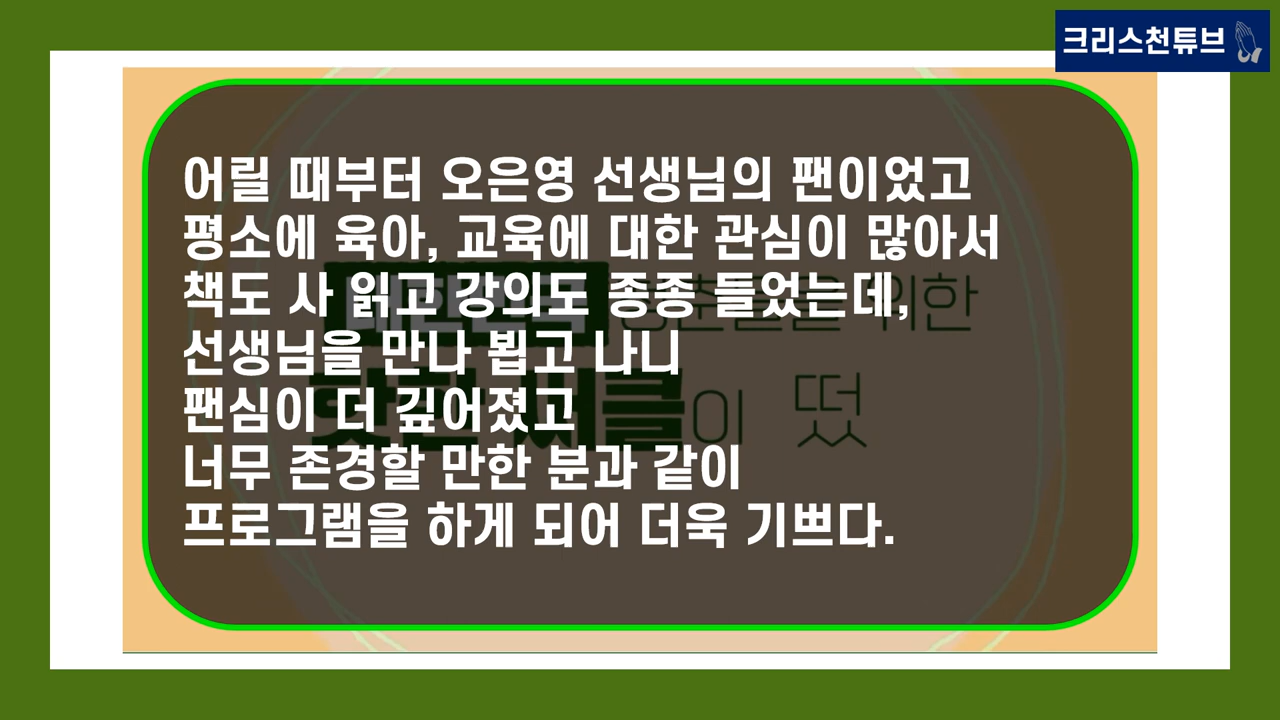 크리스천튜브
어릴 때부터 오은영 선생님의 팬이었고
평소에 육아, 교육에 대한 관심이 많아서
책도 사 읽고 강의도 종종 들었는데,
선생님을 만나 뵙고 나니
팬심이 더 깊어졌고
너무 존경할 만한 분과 같이
프로그램을 하게 되어 더욱 기쁘다.
위한
이 떴